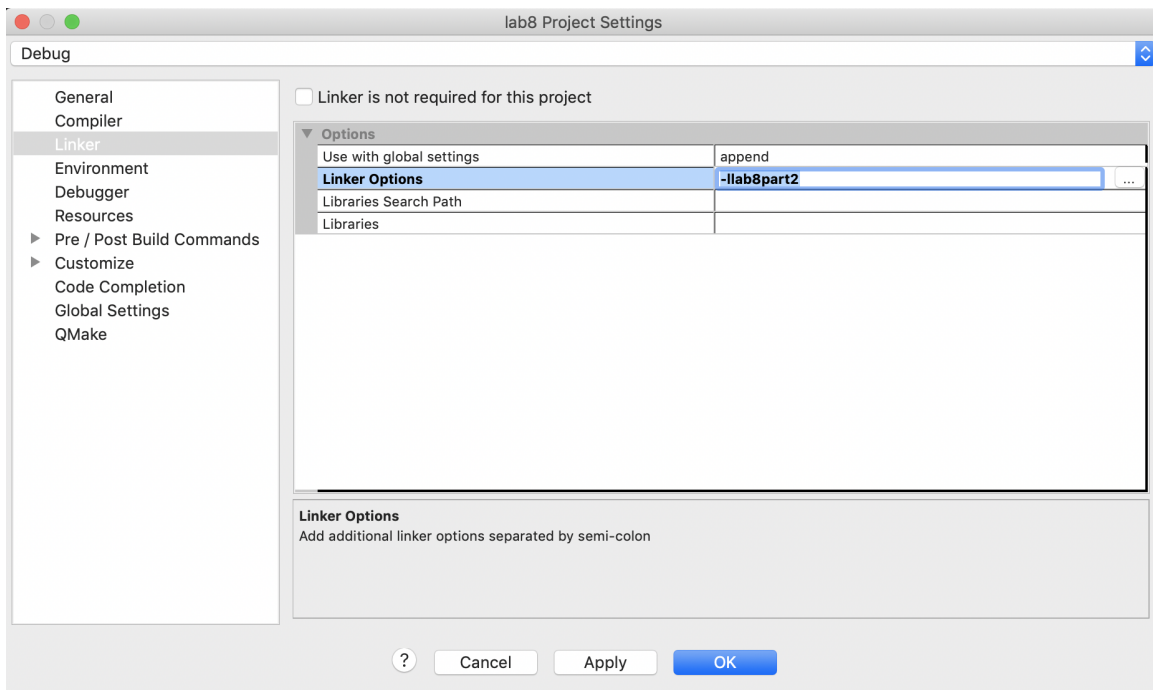 lab8 Project Settings
Debug
General
Compiler
Linker
Environment
Debugger
Resources
Pre / Post Build Commands
Customize
Code Completion
Global Settings
QMake
Linker is not required for this project
Options
Use with global settings append
Linker Options -llab8part2 ...
Libraries Search Path
Libraries
Linker Options
Add additional linker options separated by semi-colon
? Cancel Apply OK